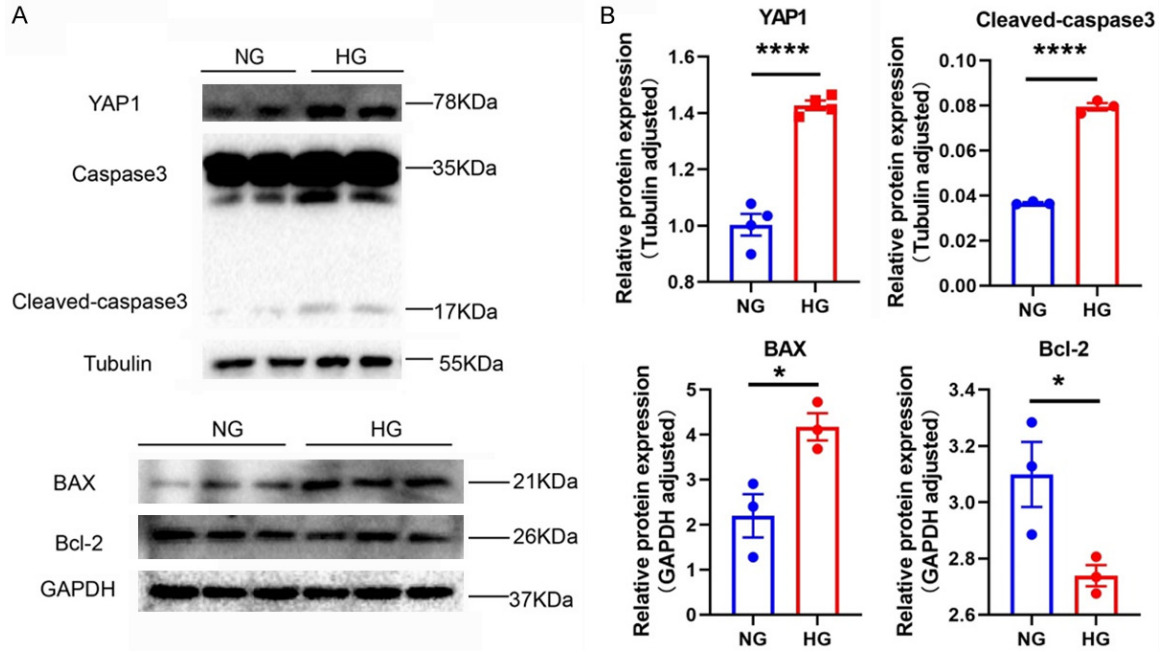 A
NG HG
YAP1 78KDa
Caspase3 35KDa
Cleaved-caspase3 17KDa
Tubulin 55KDa
NG HG
BAX 21KDa
Bcl-2 26KDa
GAPDH 37KDa
B
YAP1
****
Relative protein expression
(Tubulin adjusted)
1.6
1.4
1.2
1.0
0.8
NG HG
Cleaved-caspase3
****
Relative protein expression
(Tubulin adjusted)
0.10
0.08
0.06
0.04
0.02
0.00
NG HG
BAX
*
Relative protein expression
(GAPDH adjusted)
5
4
3
2
1
0
NG HG
Bcl-2
*
Relative protein expression
(GAPDH adjusted)
3.4
3.2
3.0
2.8
2.6
NG HG